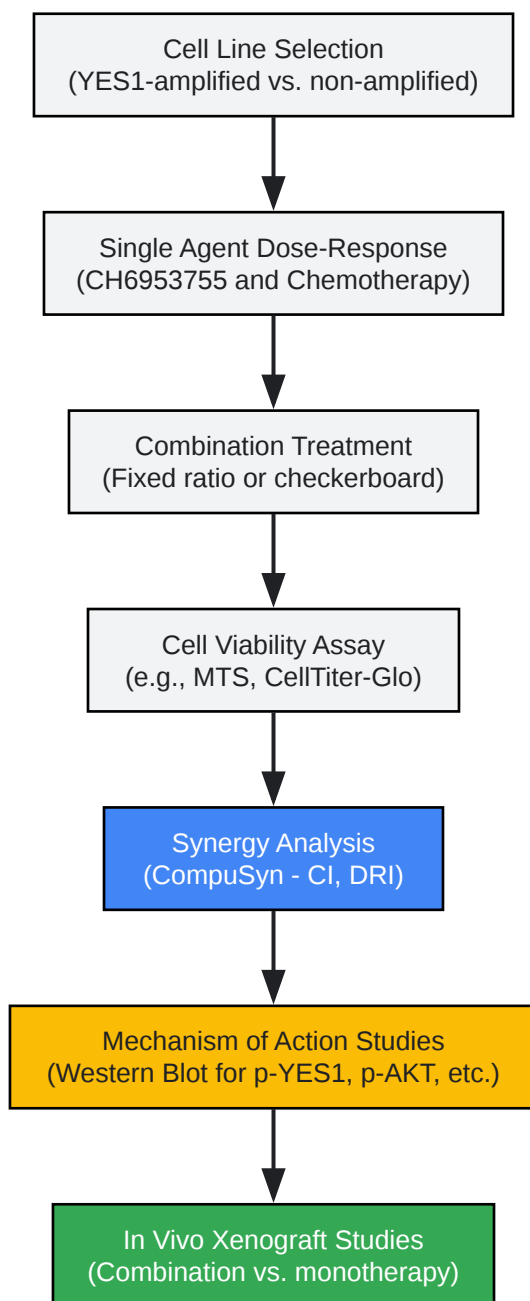 Cell Line Selection
(YES1-amplified vs. non-amplified)
Single Agent Dose-Response
(CH6953755 and Chemotherapy)
Combination Treatment
(Fixed ratio or checkerboard)
Cell Viability Assay
(e.g., MTS, CellTiter-Glo)
Synergy Analysis
(CompuSyn - CI, DRI)
Mechanism of Action Studies
(Western Blot for p-YES1, p-AKT, etc.)
In Vivo Xenograft Studies
(Combination vs. monotherapy)